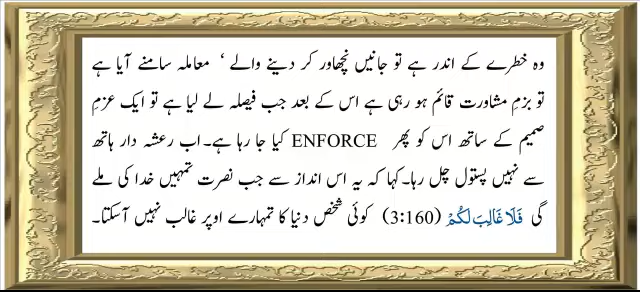 وہ خطرے کے اندر ہے تو جانیں نچھاور کر دینے والے ‘ معاملہ سامنے آیا ہے
تو بزمِ مشاورت قائم ہو رہی ہے اس کے بعد جب فیصلہ لے لیا ہے تو ایک عزمِ
صمیم کے ساتھ اس کو پھر ENFORCE کیا جا رہا ہے۔اب رعشہ دار ہاتھ
سے نہیں پستول چل رہا۔کہا کہ یہ اس انداز سے جب نصرت تمہیں خدا کی ملے
گی فَلَا غَالِبَ لَكُمْ (3:160) کوئی شخص دنیا کا تمہارے اوپر غالب نہیں آسکتا۔